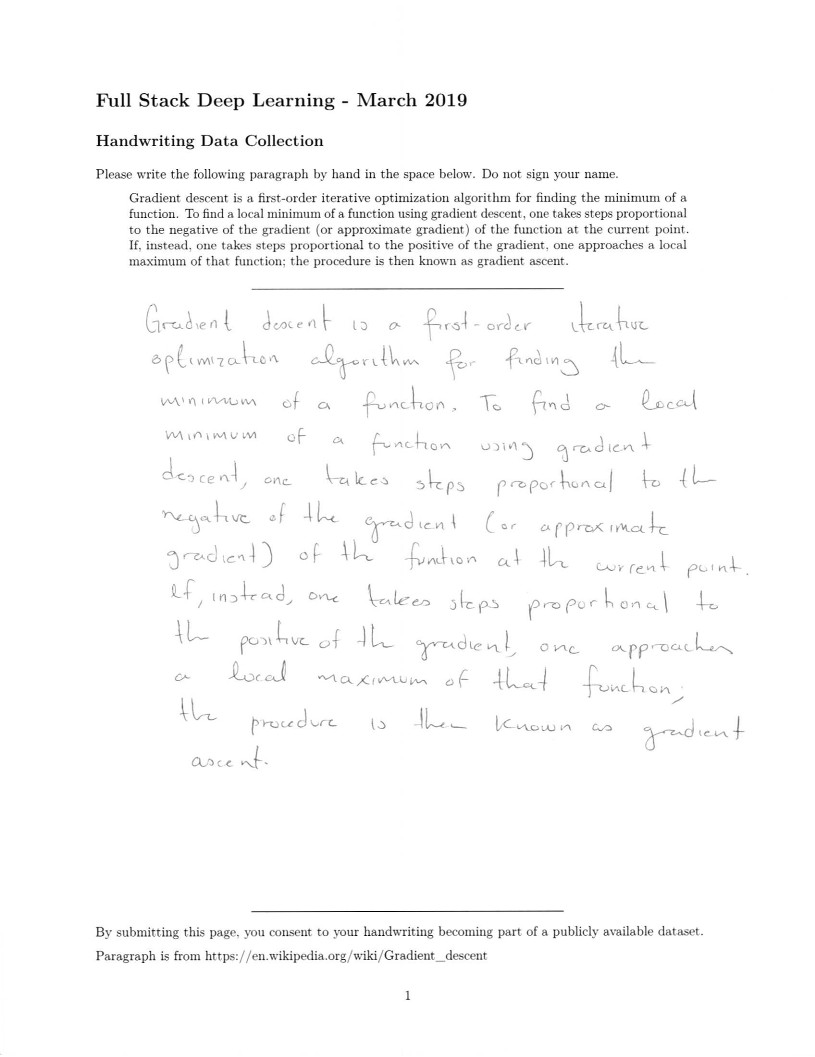 Full Stack Deep Learning - March 2019
Handwriting Data Collection
Please write the following paragraph by hand in the space below. Do not sign your name.
Gradient descent is a first-order iterative optimization algorithm for finding the minimum of a
function. To find a local minimum of a function using gradient descent, one takes steps proportional
to the negative of the gradient (or approximate gradient) of the function at the current point.
If, instead, one takes steps proportional to the positive of the gradient, one approaches a local
maximum of that function; the procedure is then known as gradient ascent.
Gradient descent is a first-order iterative
optimization algorithm for finding the
minimum of a function. To find a local
minimum of a function using gradient
descent, one takes steps proportional to the
negative of the gradient (or approximate
gradient) of the funtion at the current point.
If, instead, one takes steps proportional to
the positive of the gradient, one approaches
a local maximum of that function;
the procedure is then known as gradient
ascent.
By submitting this page, you consent to your handwriting becoming part of a publicly available dataset.
Paragraph is from https://en.wikipedia.org/wiki/Gradient_descent
1